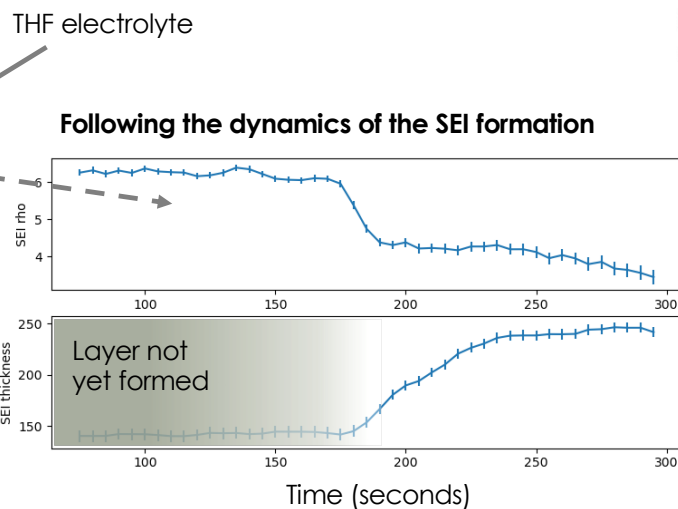 THF electrolyte
Following the dynamics of the SEI formation
SEI rho
6
5
4
100
150
200
250
300
SEI thickness
250
200
150
Layer not
yet formed
100
150
200
250
300
Time (seconds)